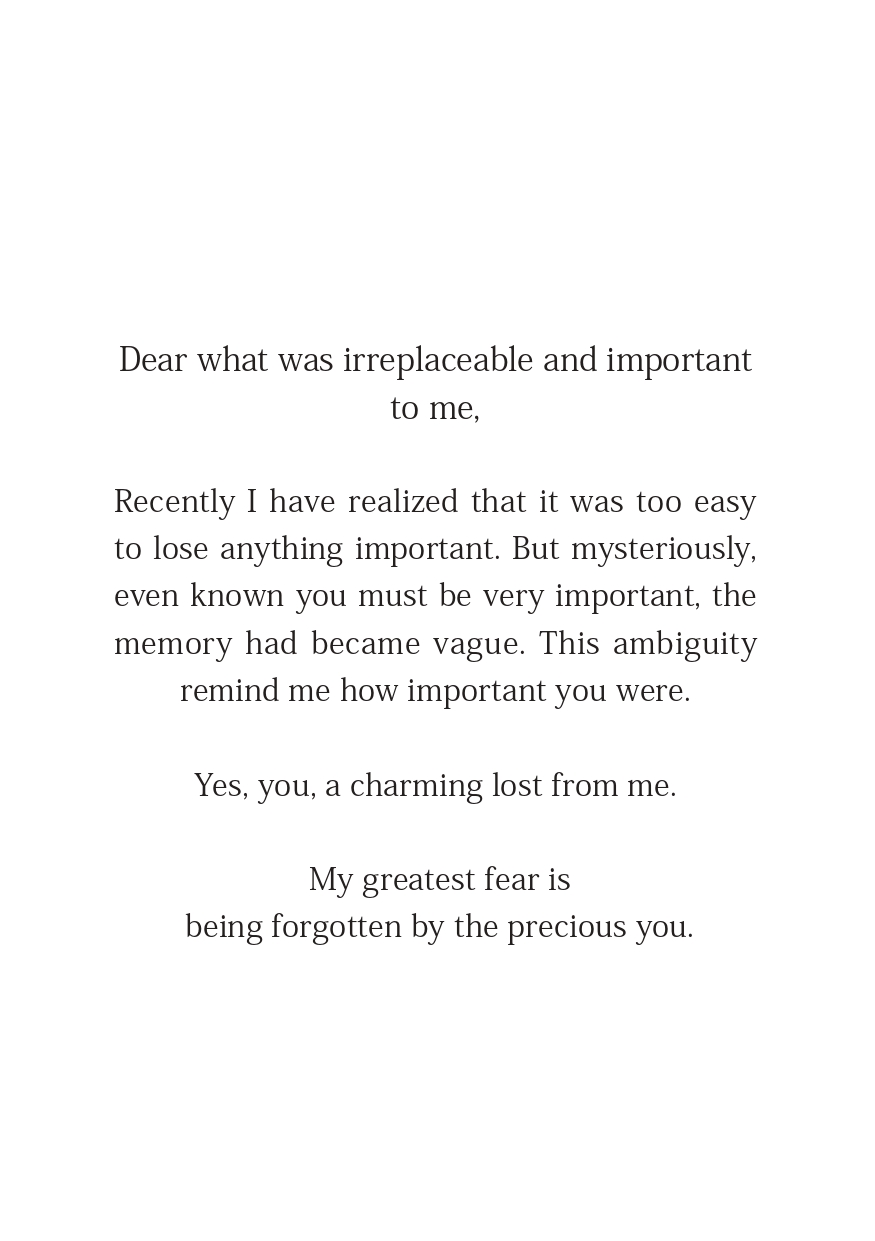 Dear what was irreplaceable and important
to me,
Recently I have realized that it was too easy
to lose anything important. But mysteriously,
even known you must be very important, the
memory had became vague. This ambiguity
remind me how important you were.
Yes, you, a charming lost from me.
My greatest fear is
being forgotten by the precious you.